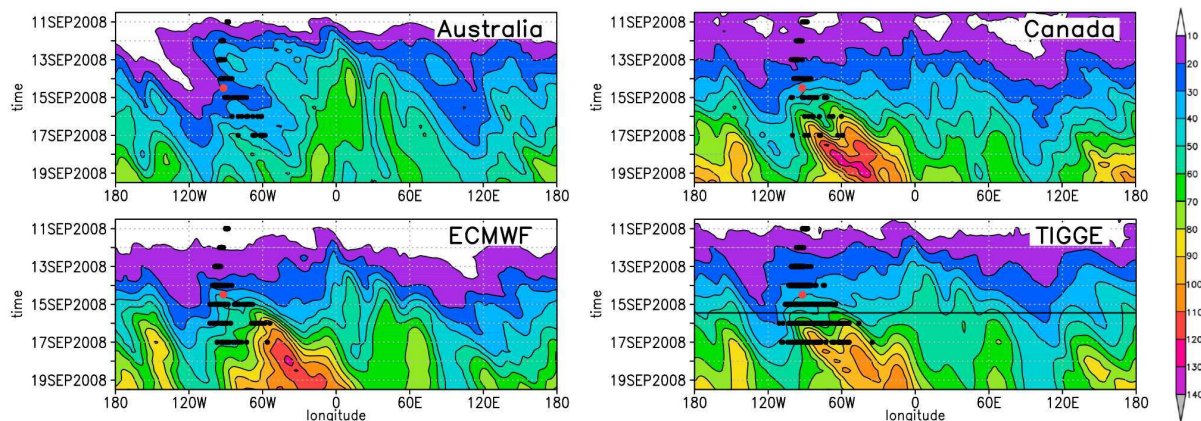 Australia
Canada
time
11SEP2008
13SEP2008
15SEP2008
17SEP2008
19SEP2008
180 120W 60W 0 60E 120E 180
time
11SEP2008
13SEP2008
15SEP2008
17SEP2008
19SEP2008
180 120W 60W 0E 60E 120E 180
ECMWF
TIGGE
time
11SEP2008
13SEP2008
15SEP2008
17SEP2008
19SEP2008
180 120W 60W 0 60E 120E 180
longitude
time
11SEP2008
13SEP2008
15SEP2008
17SEP2008
19SEP2008
180 120W 60W 0E 60E 120E 180
longitude
10
20
30
40
50
60
70
80
90
100
110
120
130
140